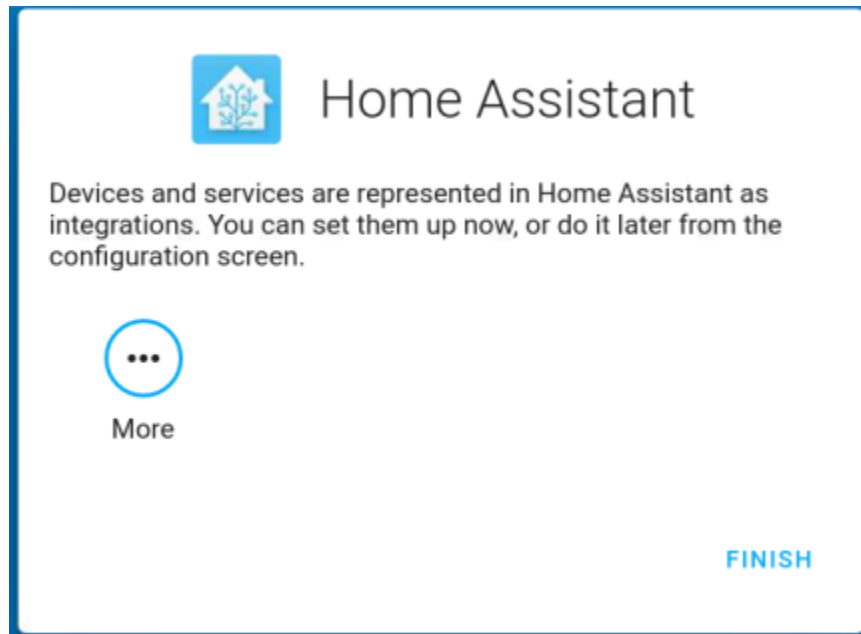 Home Assistant
Devices and services are represented in Home Assistant as
integrations. You can set them up now, or do it later from the
configuration screen.
More
FINISH